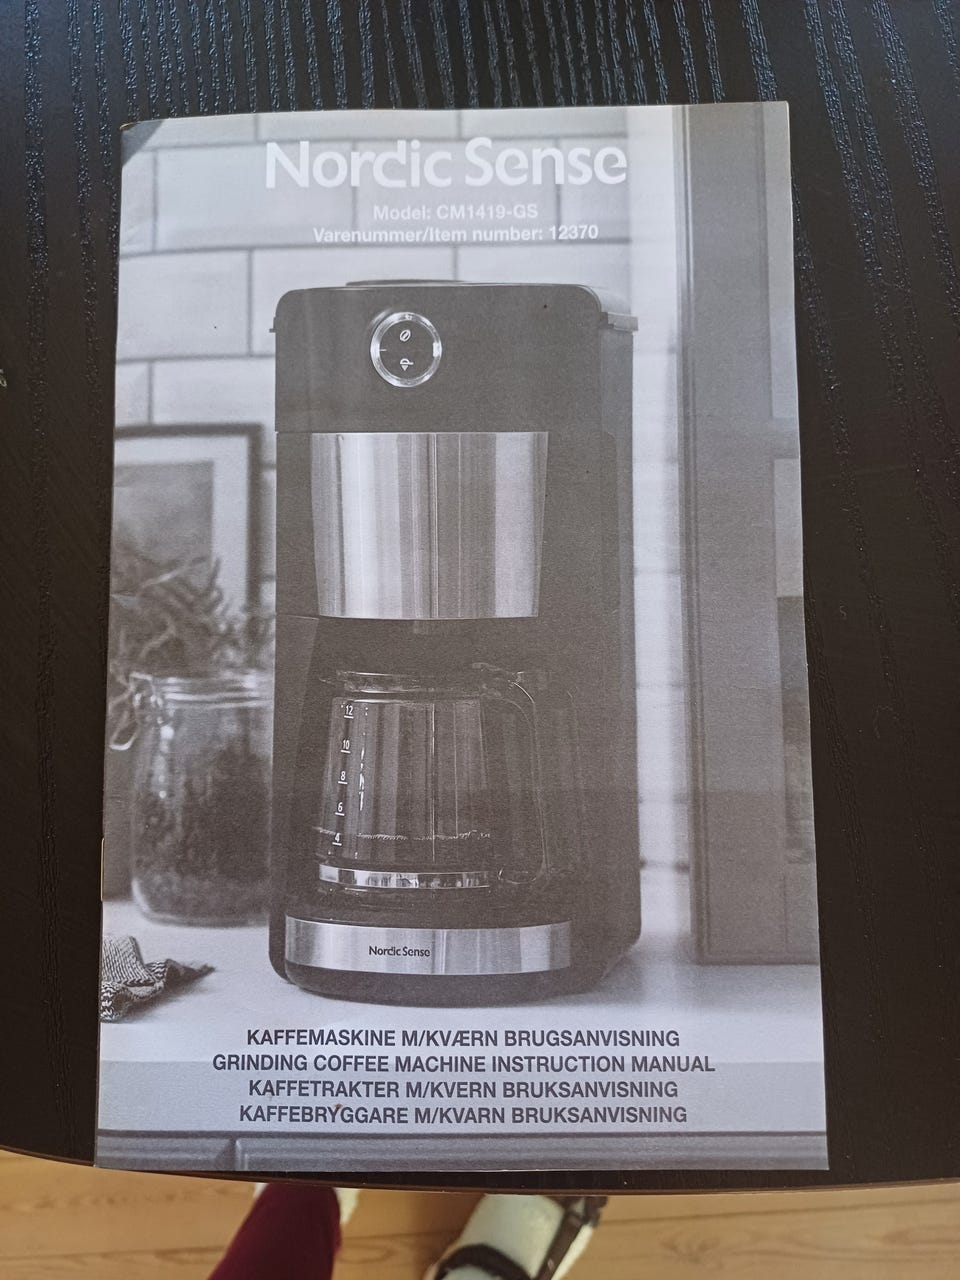 Nordic Sense
Model: CM1419-GS
Varenummer/Item number: 12370
12
10
8
6
4
Nordic Sense
KAFFEMASKINE M/KVÆRN BRUGSANVISNING
GRINDING COFFEE MACHINE INSTRUCTION MANUAL
KAFFETRAKTER M/KVERN BRUKSANVISNING
KAFFEBRYGGARE M/KVARN BRUKSANVISNING